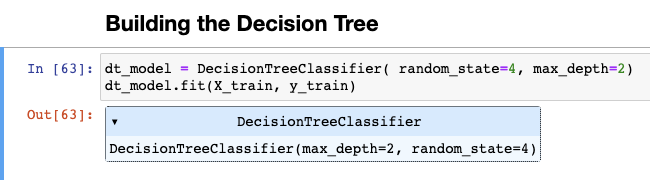 Building the Decision Tree
In [63]: dt_model = DecisionTreeClassifier( random_state=4, max_depth=2)
dt_model.fit(X_train, y_train)
Out[63]: ▾ DecisionTreeClassifier
DecisionTreeClassifier(max_depth=2, random_state=4)